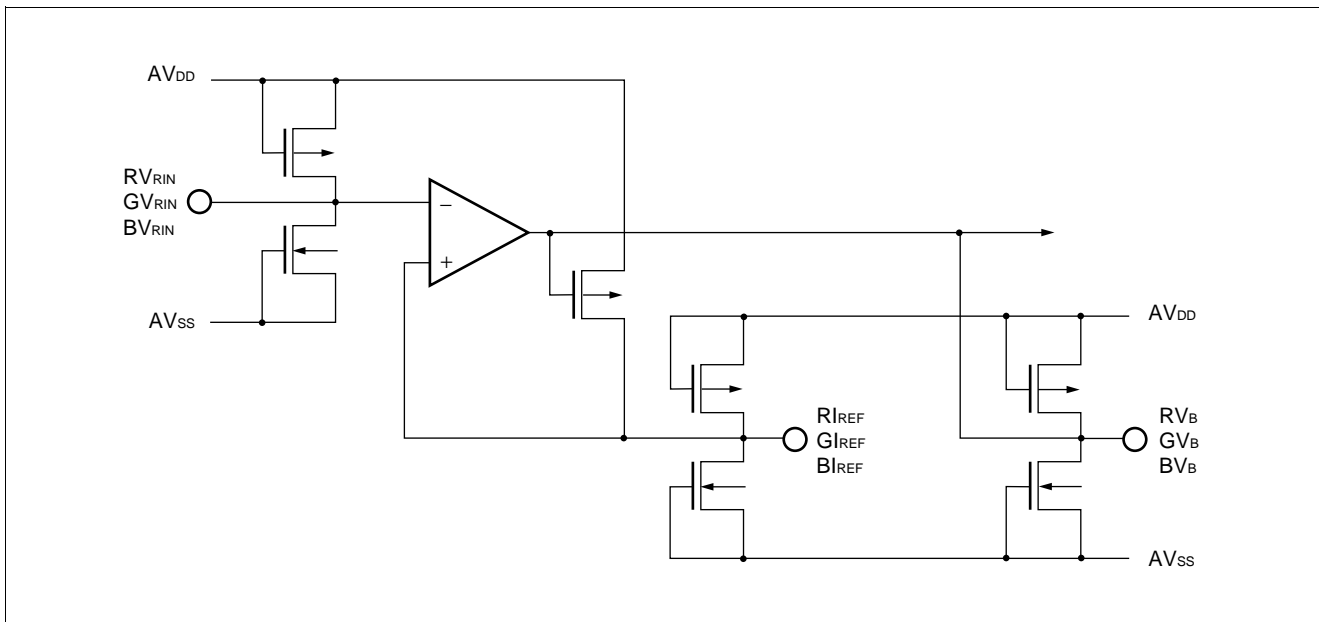 AVDD
RVRIN
GVRIN
BVRIN
AVSS
−
+
AVDD
RIREF
GIREF
BIREF
RVB
GVB
BVB
AVSS